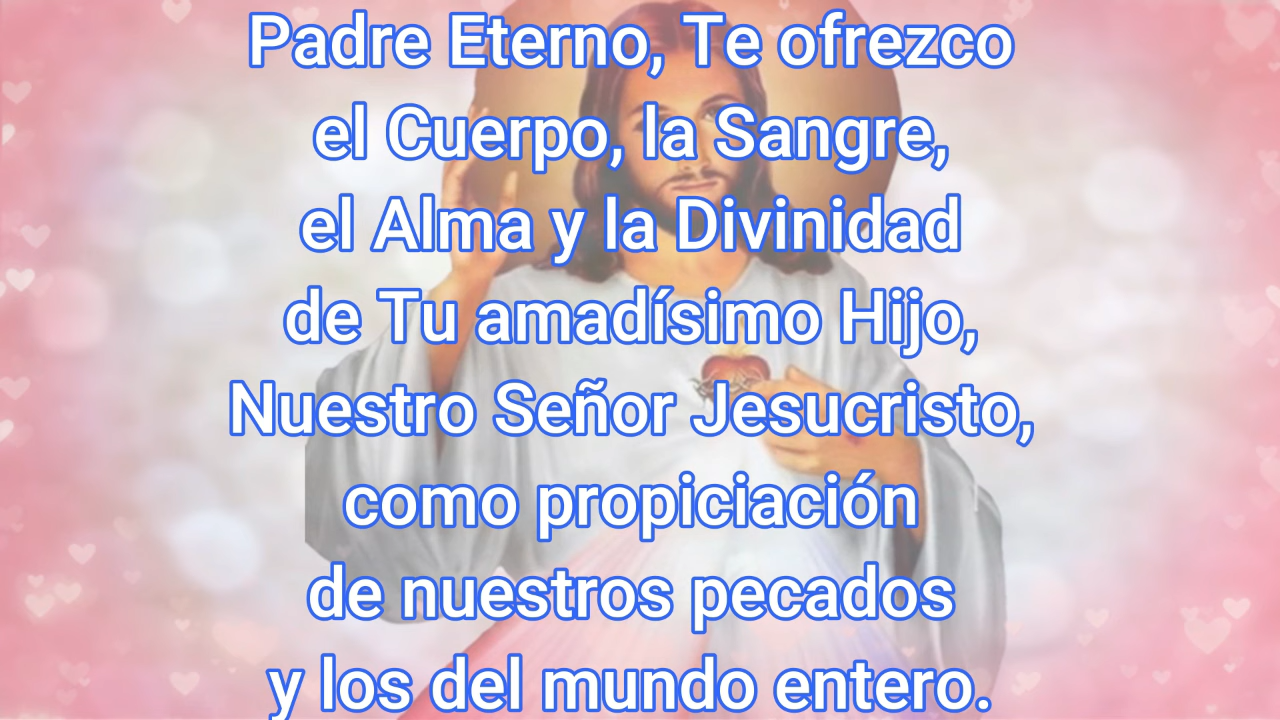 Padre Eterno, Te ofrezco
el Cuerpo, la Sangre,
el Alma y la Divinidad
de Tu amadísimo Hijo,
Nuestro Señor Jesucristo,
como propiciación
de nuestros pecados
y los del mundo entero.